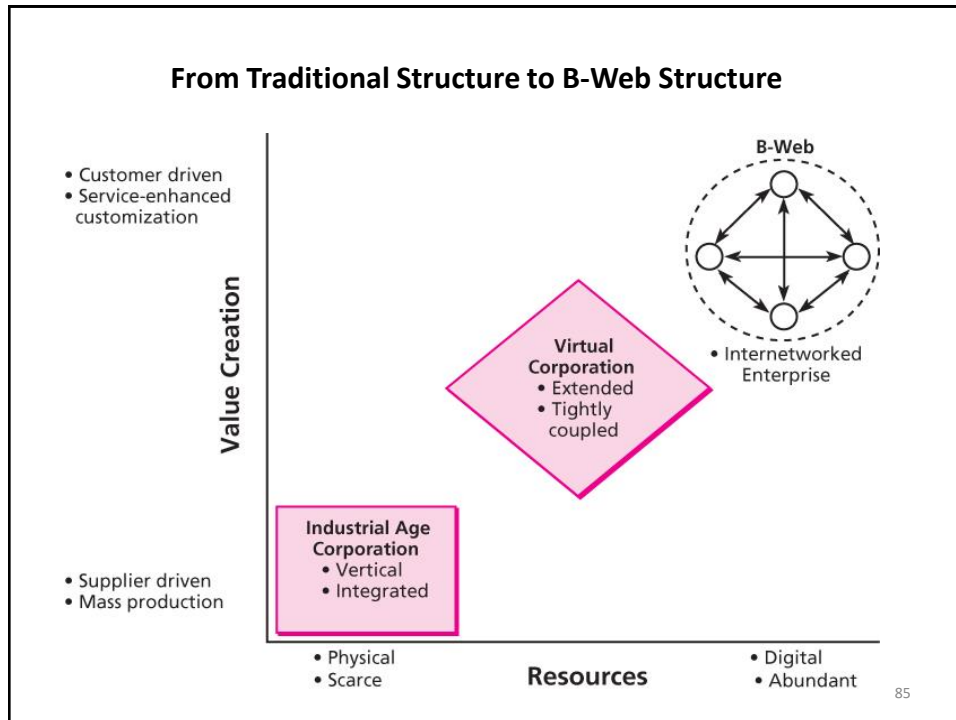 From Traditional Structure to B-Web Structure
• Customer driven
• Service-enhanced
customization
B-Web
• Internetworked
Enterprise
Value Creation
Virtual
Corporation
• Extended
• Tightly
coupled
Industrial Age
Corporation
• Vertical
• Integrated
• Supplier driven
• Mass production
• Physical
• Scarce
Resources
• Digital
• Abundant
85